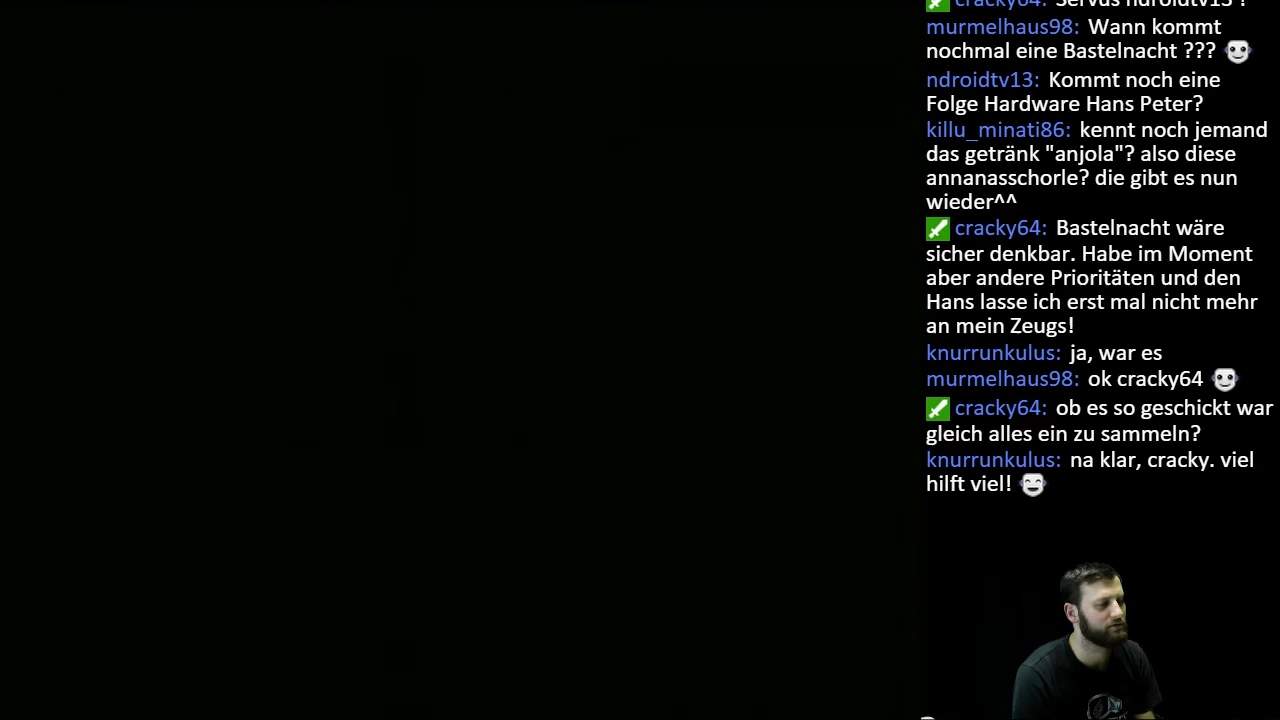 cracky64: Servus ndroidtv13 !
murmelhaus98: Wann kommt
nochmal eine Bastelnacht ???
ndroidtv13: Kommt noch eine
Folge Hardware Hans Peter?
killu_minati86: kennt noch jemand
das getränk "anjola"? also diese
annanasschorle? die gibt es nun
wieder^^
cracky64: Bastelnacht wäre
sicher denkbar. Habe im Moment
aber andere Prioritäten und den
Hans lasse ich erst mal nicht mehr
an mein Zeugs!
knurrunkulus: ja, war es
murmelhaus98: ok cracky64
cracky64: ob es so geschickt war
gleich alles ein zu sammeln?
knurrunkulus: na klar, cracky. viel
hilft viel!